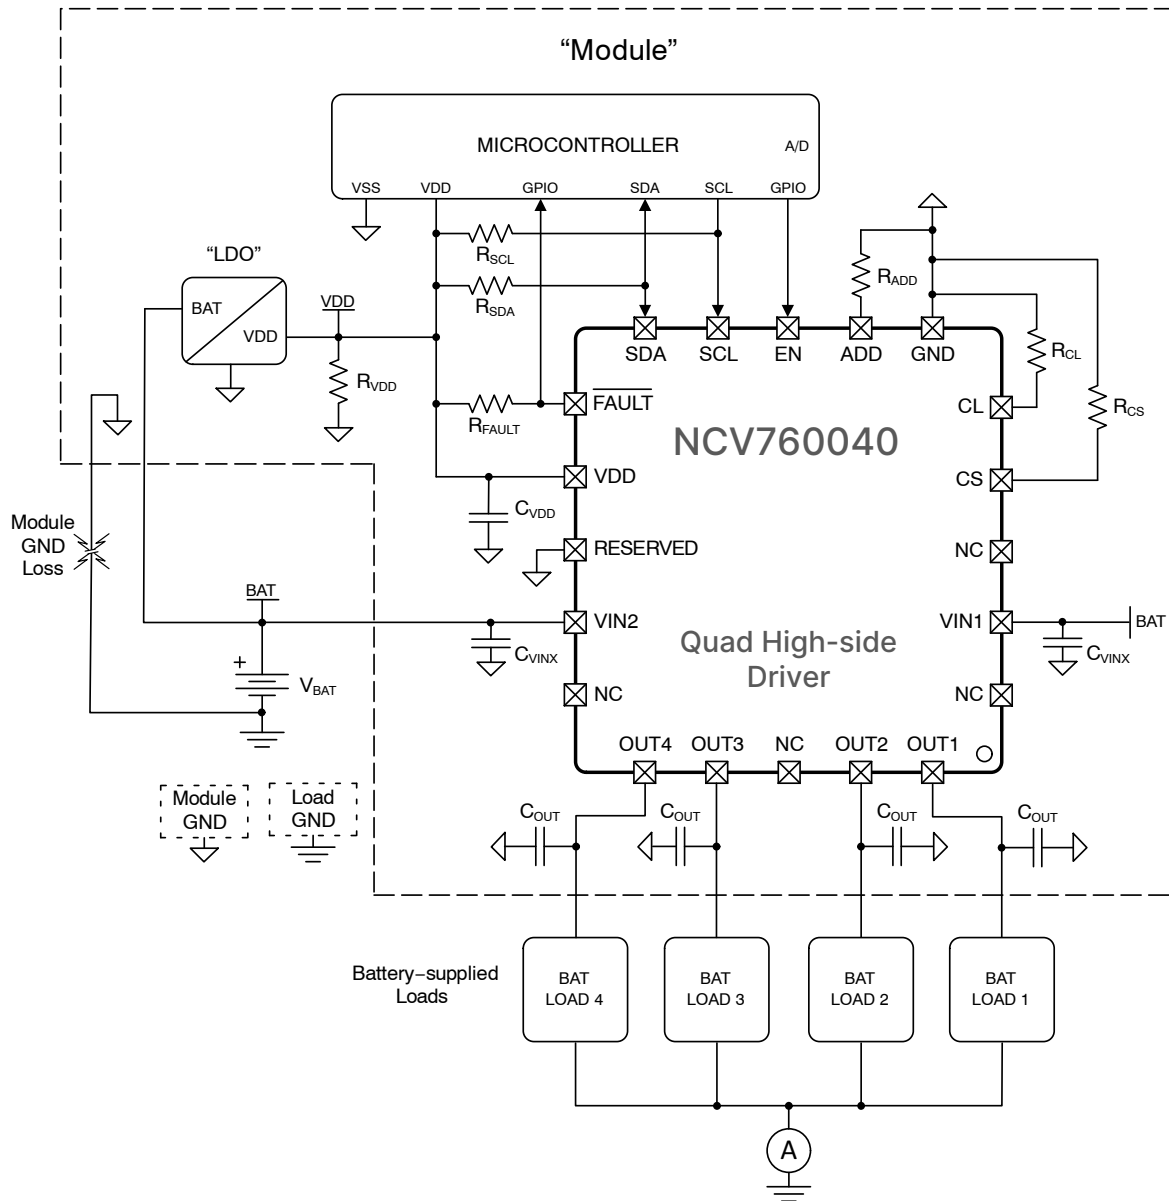 “Module”
MICROCONTROLLER
A/D
VSS
VDD
GPIO
SDA
SCL
GPIO
“LDO”
BAT
VDD
VDD
RVDD
RSCL
RSDA
RFAULT
RADD
RCL
RCS
SDA
SCL
EN
ADD
GND
FAULT
CL
NCV760040
VDD
CS
CVDD
Module
GND
Loss
RESERVED
NC
BAT
VIN2
VIN1
BAT
CVINX
CVINX
Quad High-side
Driver
+
VBAT
NC
NC
OUT4
OUT3
NC
OUT2
OUT1
Module
GND
Load
GND
COUT
COUT
COUT
COUT
Battery−supplied
Loads
BAT
LOAD 4
BAT
LOAD 3
BAT
LOAD 2
BAT
LOAD 1
A